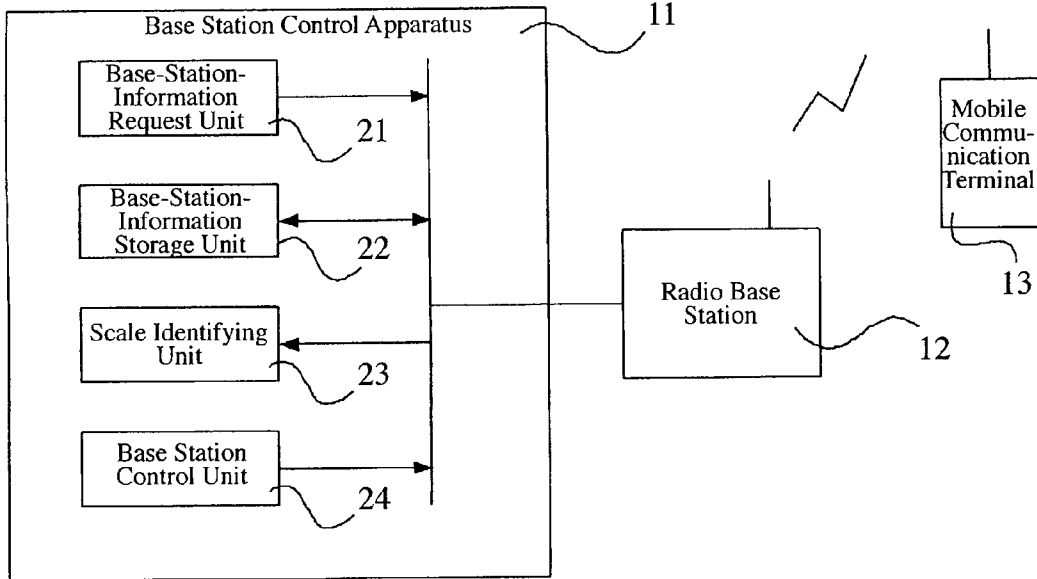 Base Station Control Apparatus
11
Base-Station-
Information
Request Unit
21
Base-Station-
Information
Storage Unit
22
Scale Identifying
Unit
23
Base Station
Control Unit
24
Radio Base
Station
12
Mobile
Commu-
nication
Terminal
13